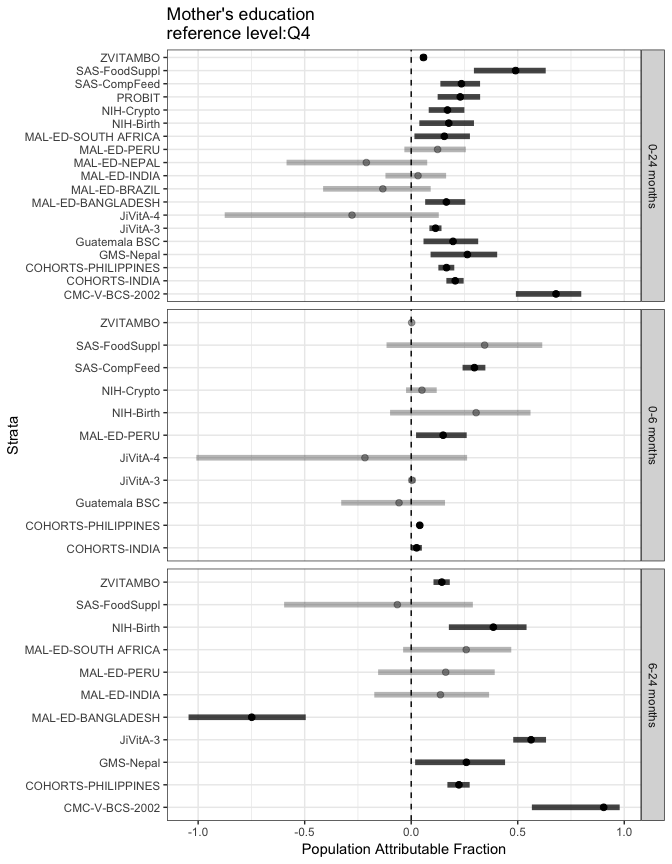 Mother's education
reference level:Q4
ZVITAMBO
SAS-FoodSuppl
SAS-CompFeed
PROBIT
NIH-Crypto
NIH-Birth
MAL-ED-SOUTH AFRICA
MAL-ED-PERU
MAL-ED-NEPAL
MAL-ED-INDIA
MAL-ED-BRAZIL
MAL-ED-BANGLADESH
JiVitA-4
JiVitA-3
Guatemala BSC
GMS-Nepal
COHORTS-PHILIPPINES
COHORTS-INDIA
CMC-V-BCS-2002
0-24 months
ZVITAMBO
SAS-FoodSuppl
SAS-CompFeed
NIH-Crypto
NIH-Birth
MAL-ED-PERU
JiVitA-4
JiVitA-3
Guatemala BSC
COHORTS-PHILIPPINES
COHORTS-INDIA
0-6 months
Strata
ZVITAMBO
SAS-FoodSuppl
NIH-Birth
MAL-ED-SOUTH AFRICA
MAL-ED-PERU
MAL-ED-INDIA
MAL-ED-BANGLADESH
JiVitA-3
GMS-Nepal
COHORTS-PHILIPPINES
CMC-V-BCS-2002
6-24 months
-1.0 -0.5 0.0 0.5 1.0
Population Attributable Fraction